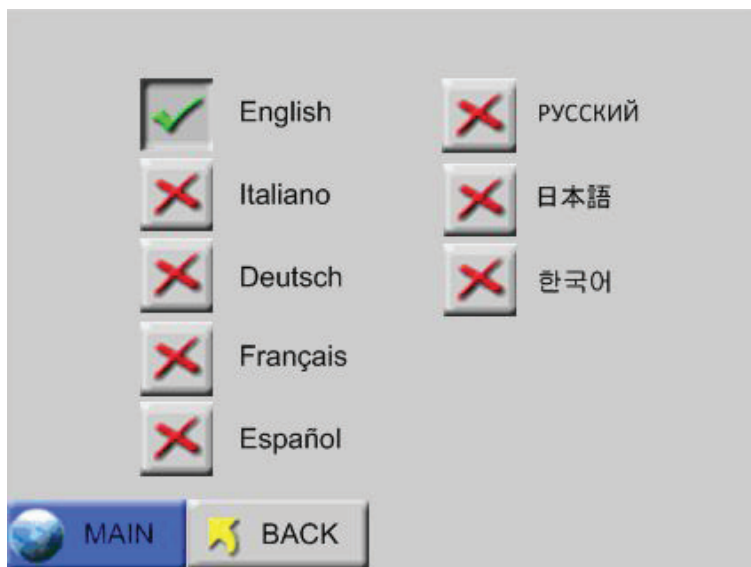 English
Italiano
Deutsch
Français
Español
РУССКИЙ
日本語
한국어
MAIN
BACK